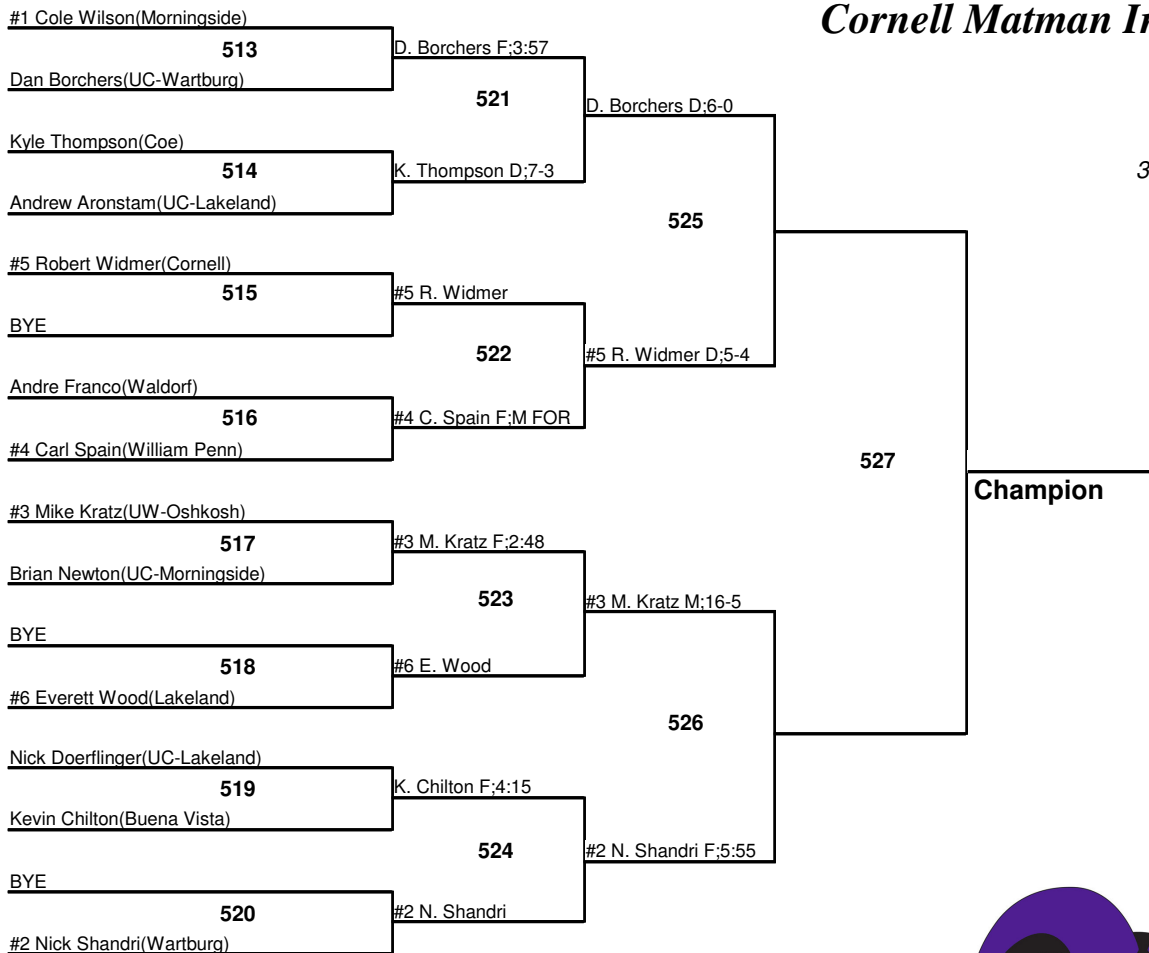 Cornell Matman In
#1 Cole Wilson(Morningside)
513
Dan Borchers(UC-Wartburg)
D. Borchers F;3:57
521
Kyle Thompson(Coe)
514
Andrew Aronstam(UC-Lakeland)
K. Thompson D;7-3
D. Borchers D;6-0
3
525
#5 Robert Widmer(Cornell)
515
BYE
#5 R. Widmer
522
Andre Franco(Waldorf)
516
#4 Carl Spain(William Penn)
#4 C. Spain F;M FOR
#5 R. Widmer D;5-4
527
Champion
#3 Mike Kratz(UW-Oshkosh)
517
Brian Newton(UC-Morningside)
#3 M. Kratz F;2:48
523
BYE
518
#6 Everett Wood(Lakeland)
#6 E. Wood
#3 M. Kratz M;16-5
526
Nick Doerflinger(UC-Lakeland)
519
Kevin Chilton(Buena Vista)
K. Chilton F;4:15
524
BYE
520
#2 Nick Shandri(Wartburg)
#2 N. Shandri
#2 N. Shandri F;5:55